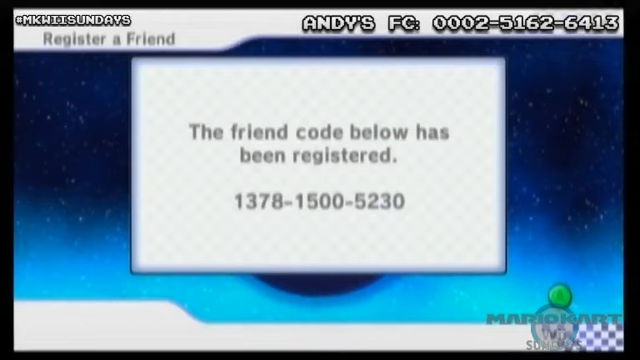 #MKWIISUNDAYS
ANDY'S FC: 0002-5162-6413
Register a Friend
The friend code below has
been registered.
1378-1500-5230
MARIOKART